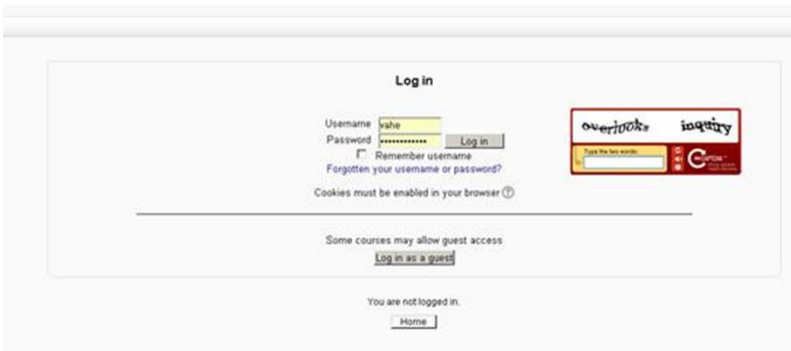 Log in
Username vahe
Password Log in
Remember username
Forgotten your username or password?
Cookies must be enabled in your browser ?
overlooks inquiry
Type the two words:
Some courses may allow guest access
Log in as a guest
You are not logged in.
Home